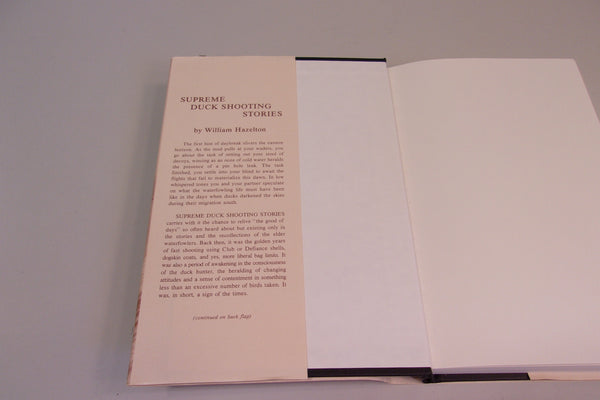 SUPREME
DUCK SHOOTING
STORIES
by William Hazelton
The first hint of daybreak slivers the eastern
horizon. As the mud pulls at your waders, you
go about the task of setting out your stool of
decoys, wincing as an ooze of cold water heralds
the presence of a pin hole leak. The task
finished, you settle into your blind to await the
flights that fail to materialize this dawn. In low
whispered tones you and your partner speculate
on what the waterfowling life must have been
like in the days when ducks darkened the skies
during their migration south.
SUPREME DUCK SHOOTING STORIES
carries with it the chance to relive "the good ol'
days" so often heard about but existing only in
the stories and the recollections of the elder
waterfowlers. Back then, it was the golden years
of fast shooting using Club or Defiance shells,
dogskin coats, and yes, more liberal bag limits. It
was also a period of awakening in the consciousness
of the duck hunter, the heralding of changing
attitudes and a sense of contentment in something
less than an excessive number of birds taken. It
was, in short, a sign of the times.
(continued on back flap)